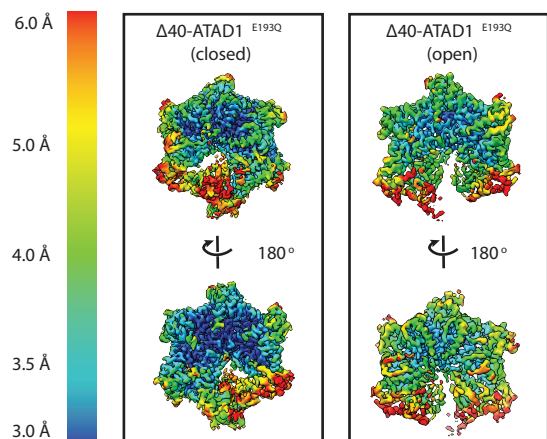 6.0 Å
5.0 Å
4.0 Å
3.5 Å
3.0 Å
Δ40-ATAD1 E193Q
(closed)
180 o
Δ40-ATAD1 E193Q
(open)
180 o